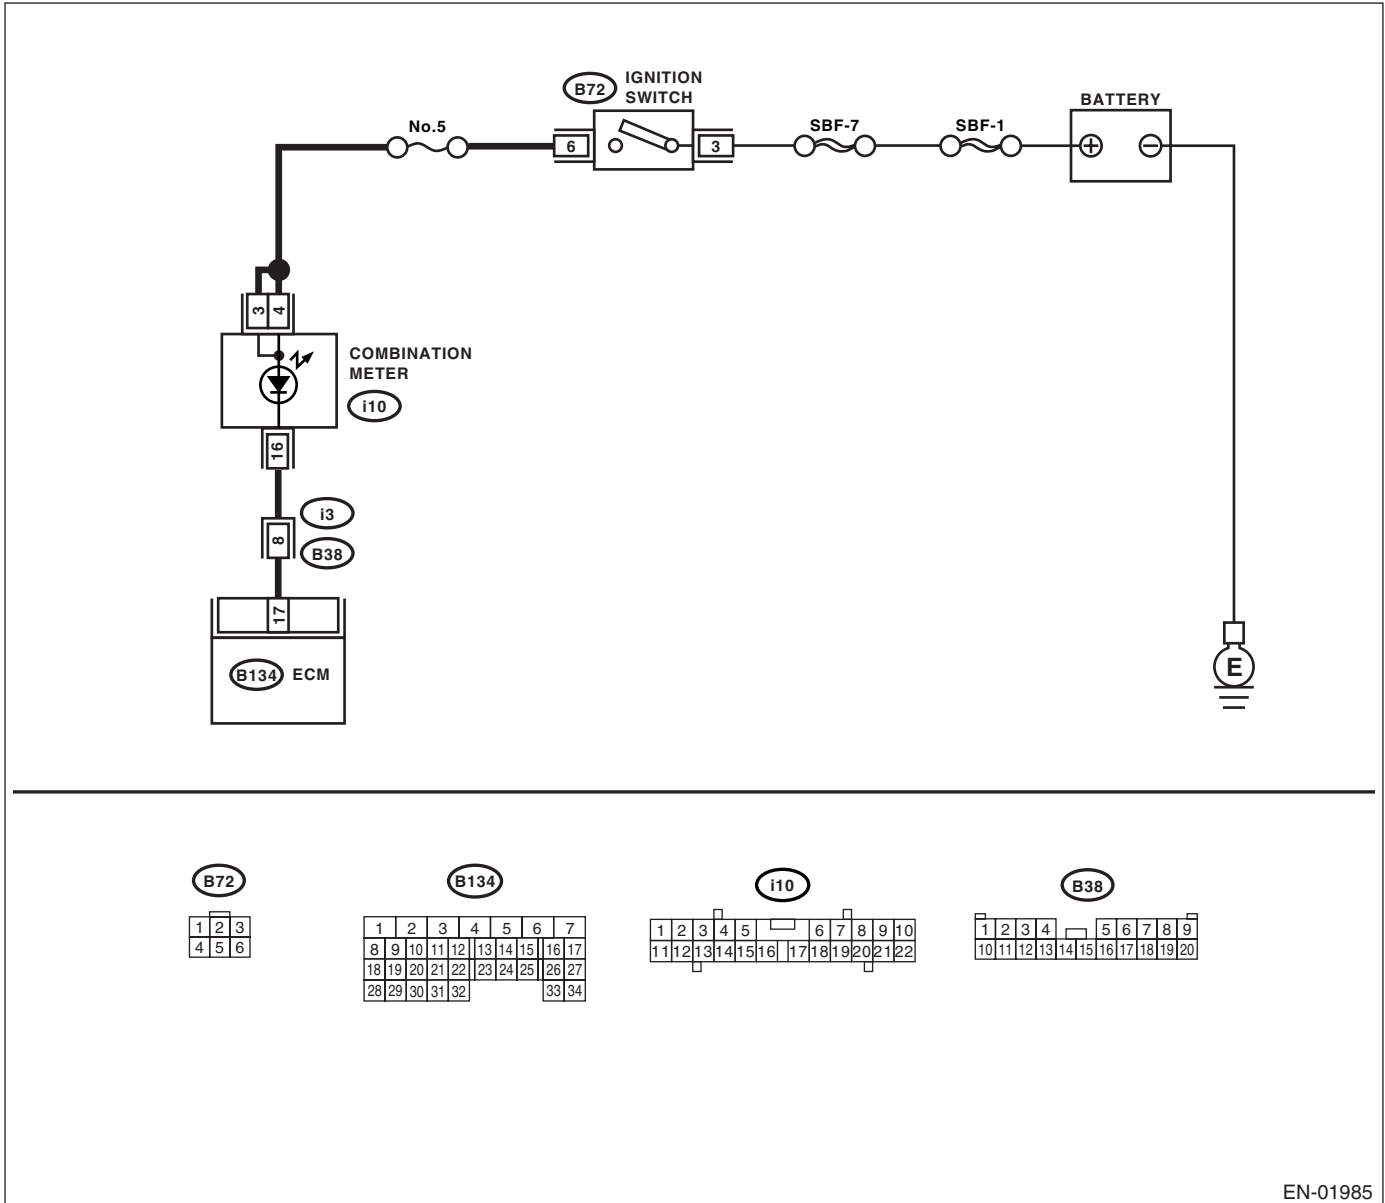 B72 IGNITION
SWITCH
BATTERY
No.5
SBF-7
SBF-1
6
3
+
−
3
4
COMBINATION
METER
i10
16
i3
8
B38
17
B134 ECM
E
B72
1 2 3
4 5 6
B134
1 2 3 4 5 6 7
8 9 10 11 12 13 14 15 16 17
18 19 20 21 22 23 24 25 26 27
28 29 30 31 32 33 34
i10
1 2 3 4 5 6 7 8 9 10
11 12 13 14 15 16 17 18 19 20 21 22
B38
1 2 3 4 5 6 7 8 9
10 11 12 13 14 15 16 17 18 19 20
EN-01985